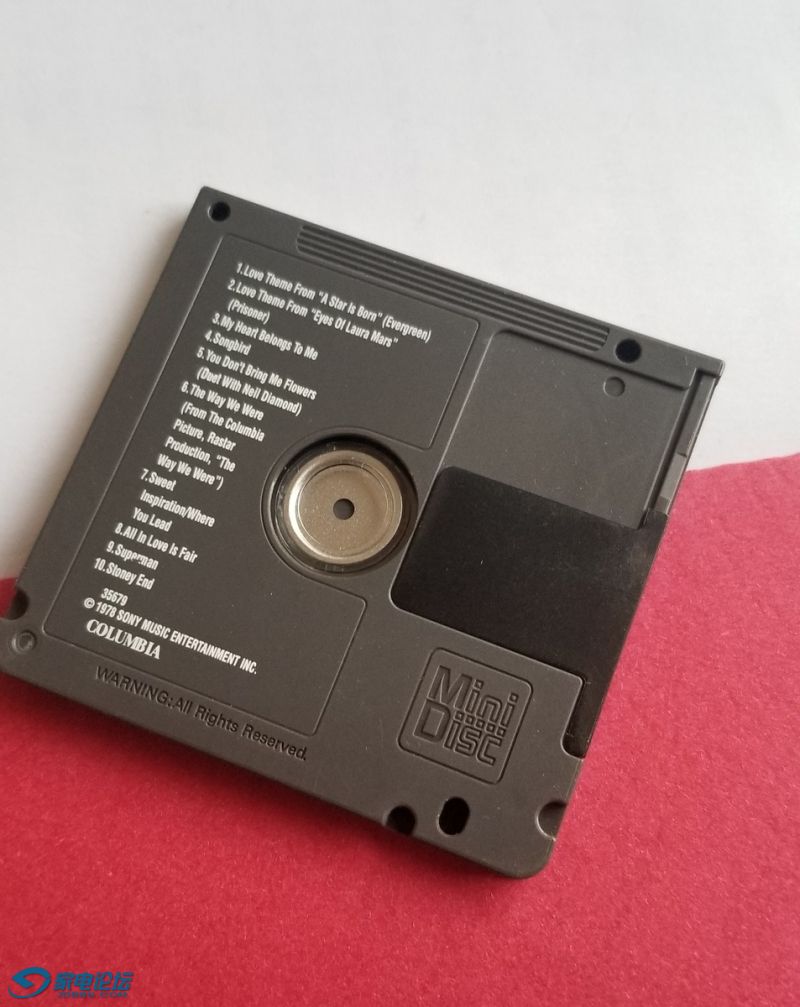 1.Love Theme From "A Star Is Born" (Evergreen)
2.Love Theme From "Eyes Of Laura Mars"
(Prisoner)
3.My Heart Belongs To Me
4.Songbird
5.You Don't Bring Me Flowers
(Duet With Neil Diamond)
6.The Way We Were
(From The Columbia
Picture, Rastar
Production, "The
Way We Were")
7.Sweet
Inspiration/Where
You Lead
8.All In Love Is Fair
9.Superman
10.Stoney End
35679
© 1978 SONY MUSIC ENTERTAINMENT INC.
COLUMBIA
WARNING: All Rights Reserved.
Mini
Disc
家电论坛
JDBBS.COM